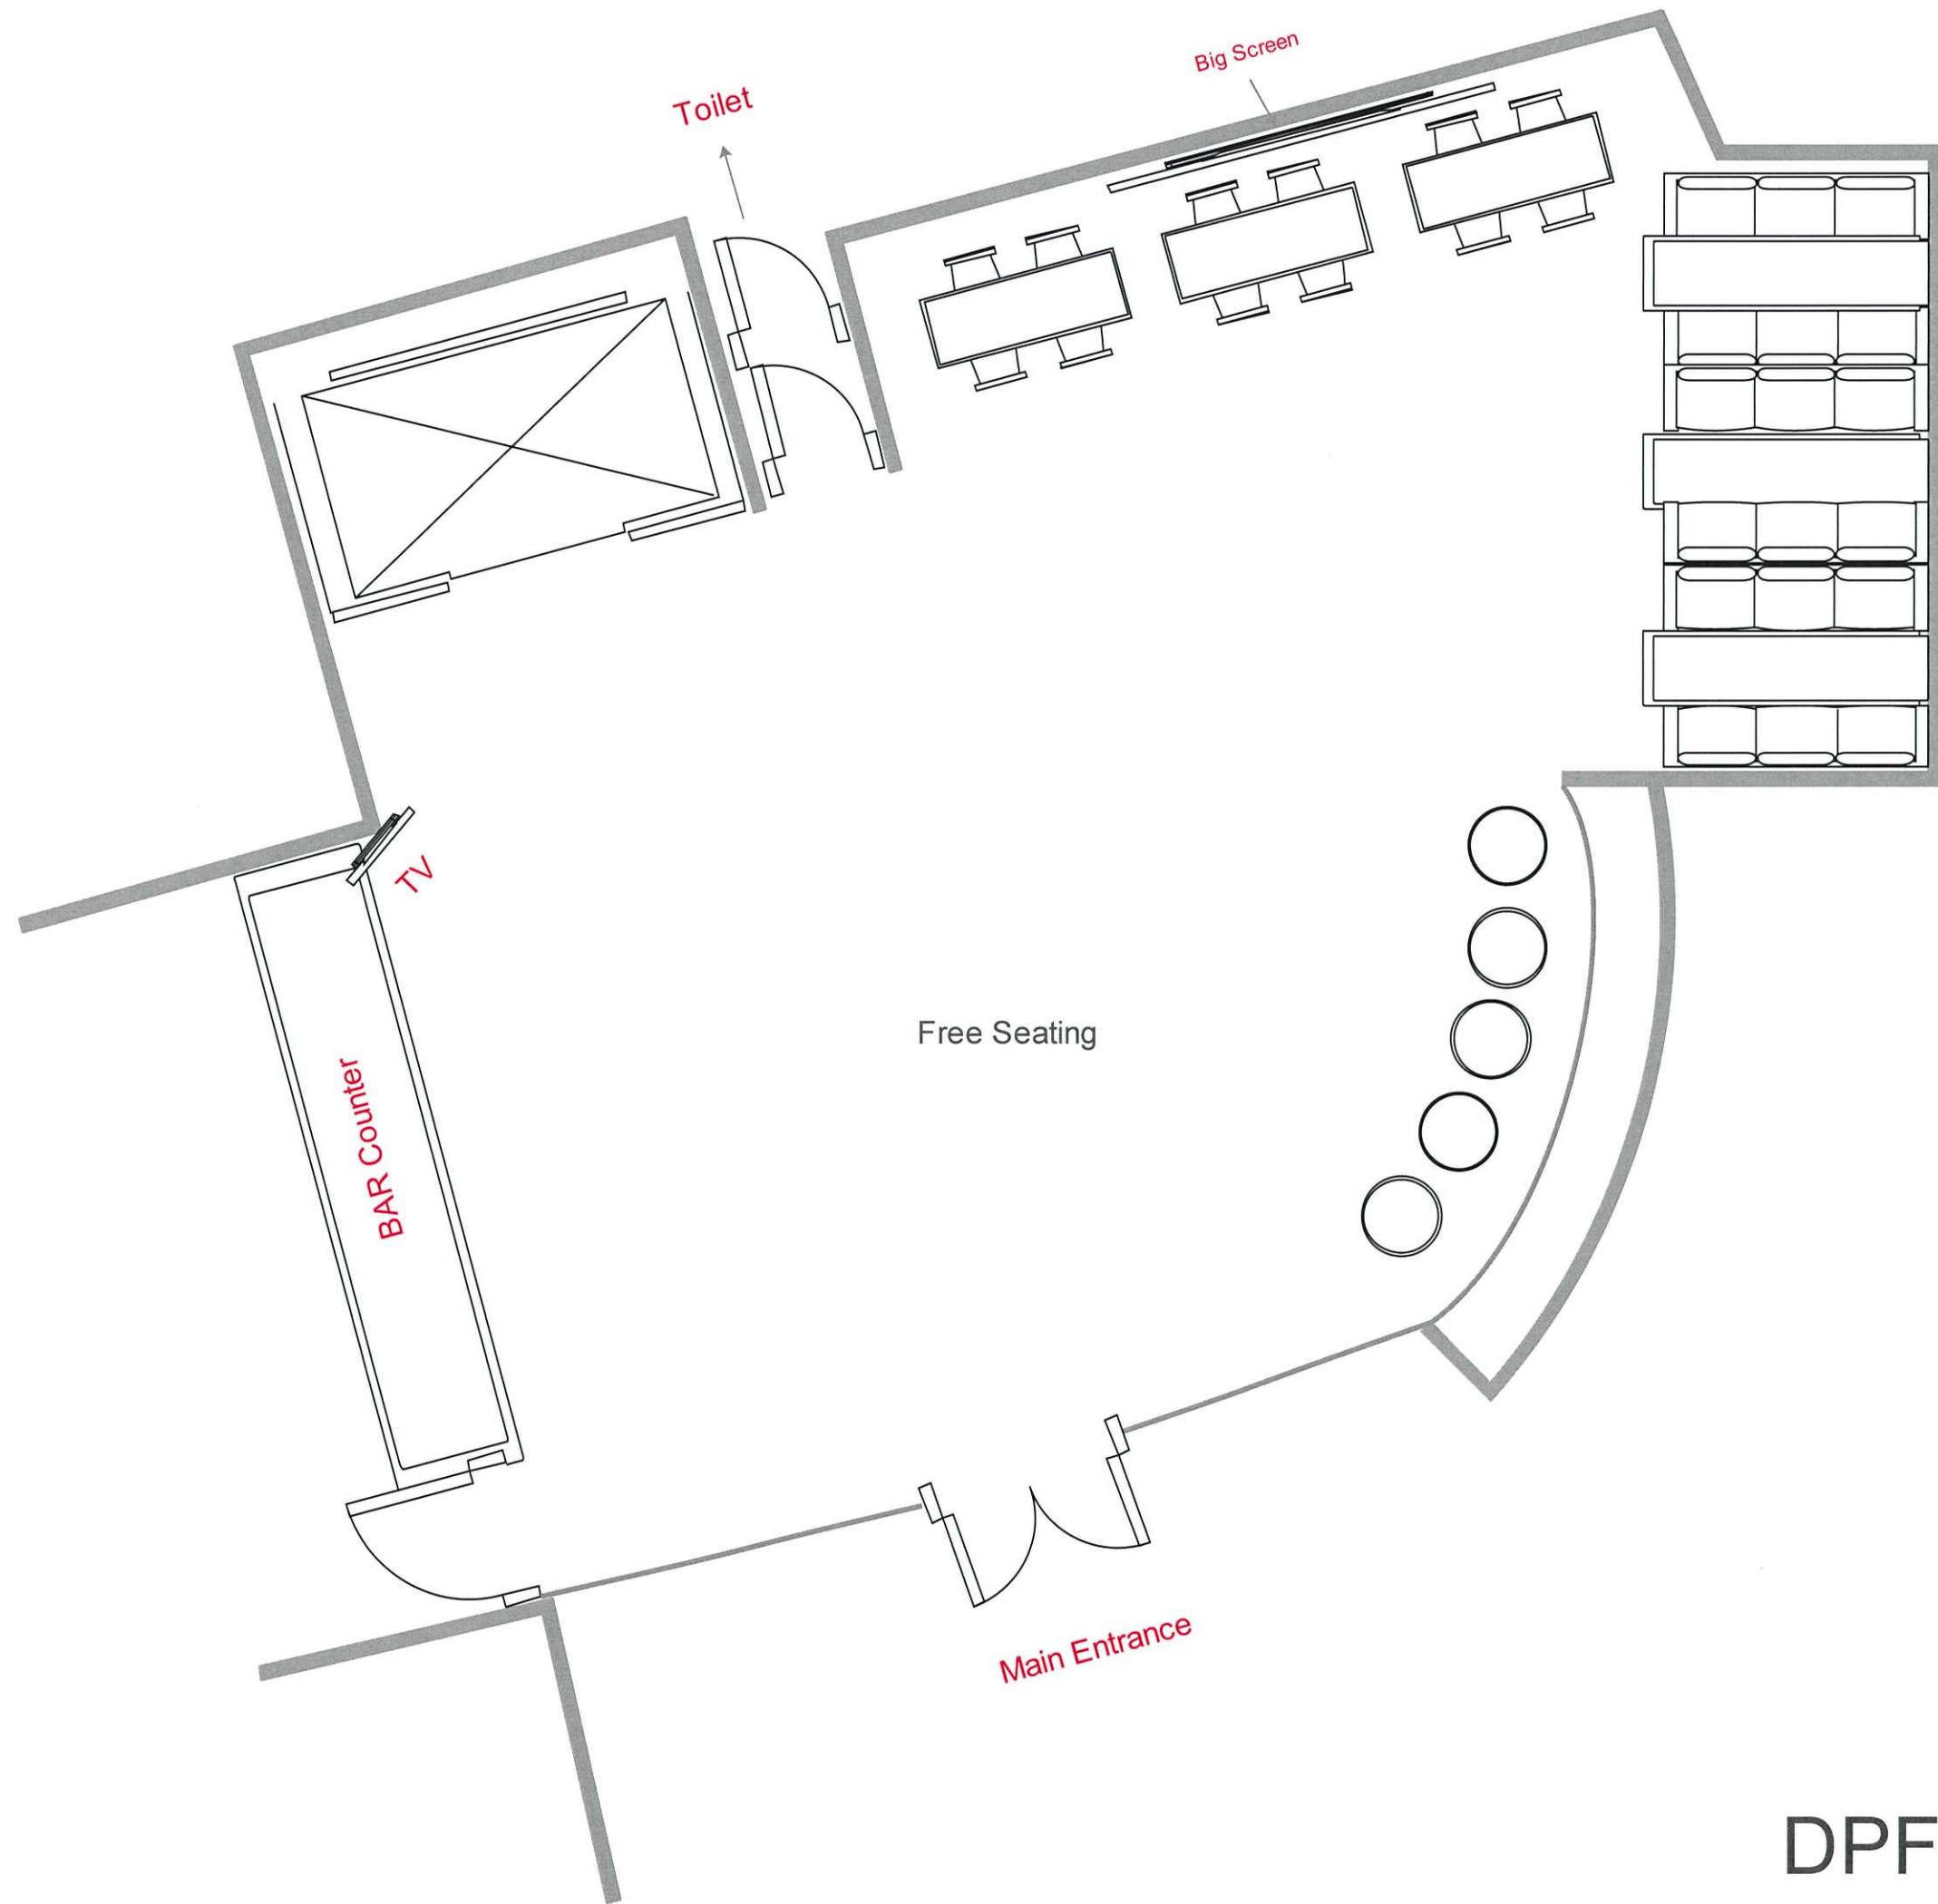 Big Screen
Toilet
TV
Free Seating
BAR Counter
Main Entrance
DPF